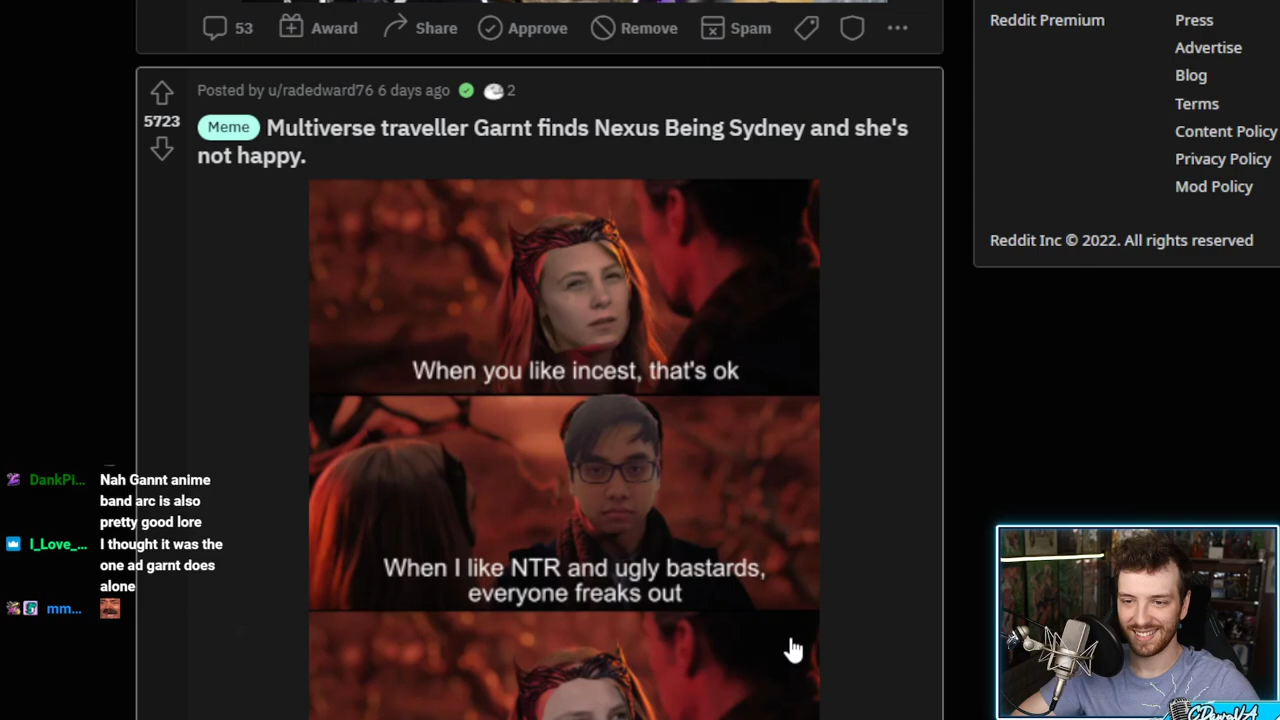 53
Award
Share
Approve
Remove
Spam
Reddit Premium
Press
Advertise
Blog
Terms
Content Policy
Privacy Policy
Mod Policy
Reddit Inc © 2022. All rights reserved
Posted by u/radedward76 6 days ago
2
5723
Meme Multiverse traveller Garnt finds Nexus Being Sydney and she's
not happy.
When you like incest, that's ok
When I like NTR and ugly bastards,
everyone freaks out
DankPi... Nah Gannt anime
band arc is also
pretty good lore
I_Love_... I thought it was the
one ad garnt does
alone
mm...